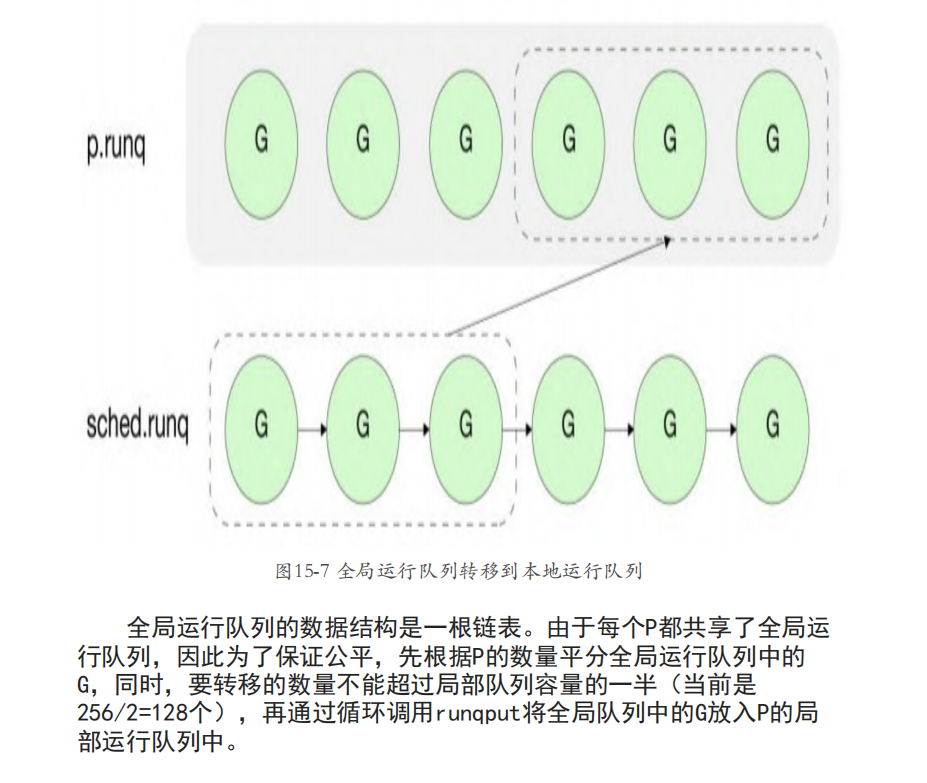 G G G G G G
p.runq
G G G G G G
sched.runq
图15-7 全局运行队列转移到本地运行队列
全局运行队列的数据结构是一根链表。由于每个P都共享了全局运
行队列，因此为了保证公平，先根据P的数量平分全局运行队列中的
G，同时，要转移的数量不能超过局部队列容量的一半（当前是
256/2=128个），再通过循环调用runqput将全局队列中的G放入P的局
部运行队列中。